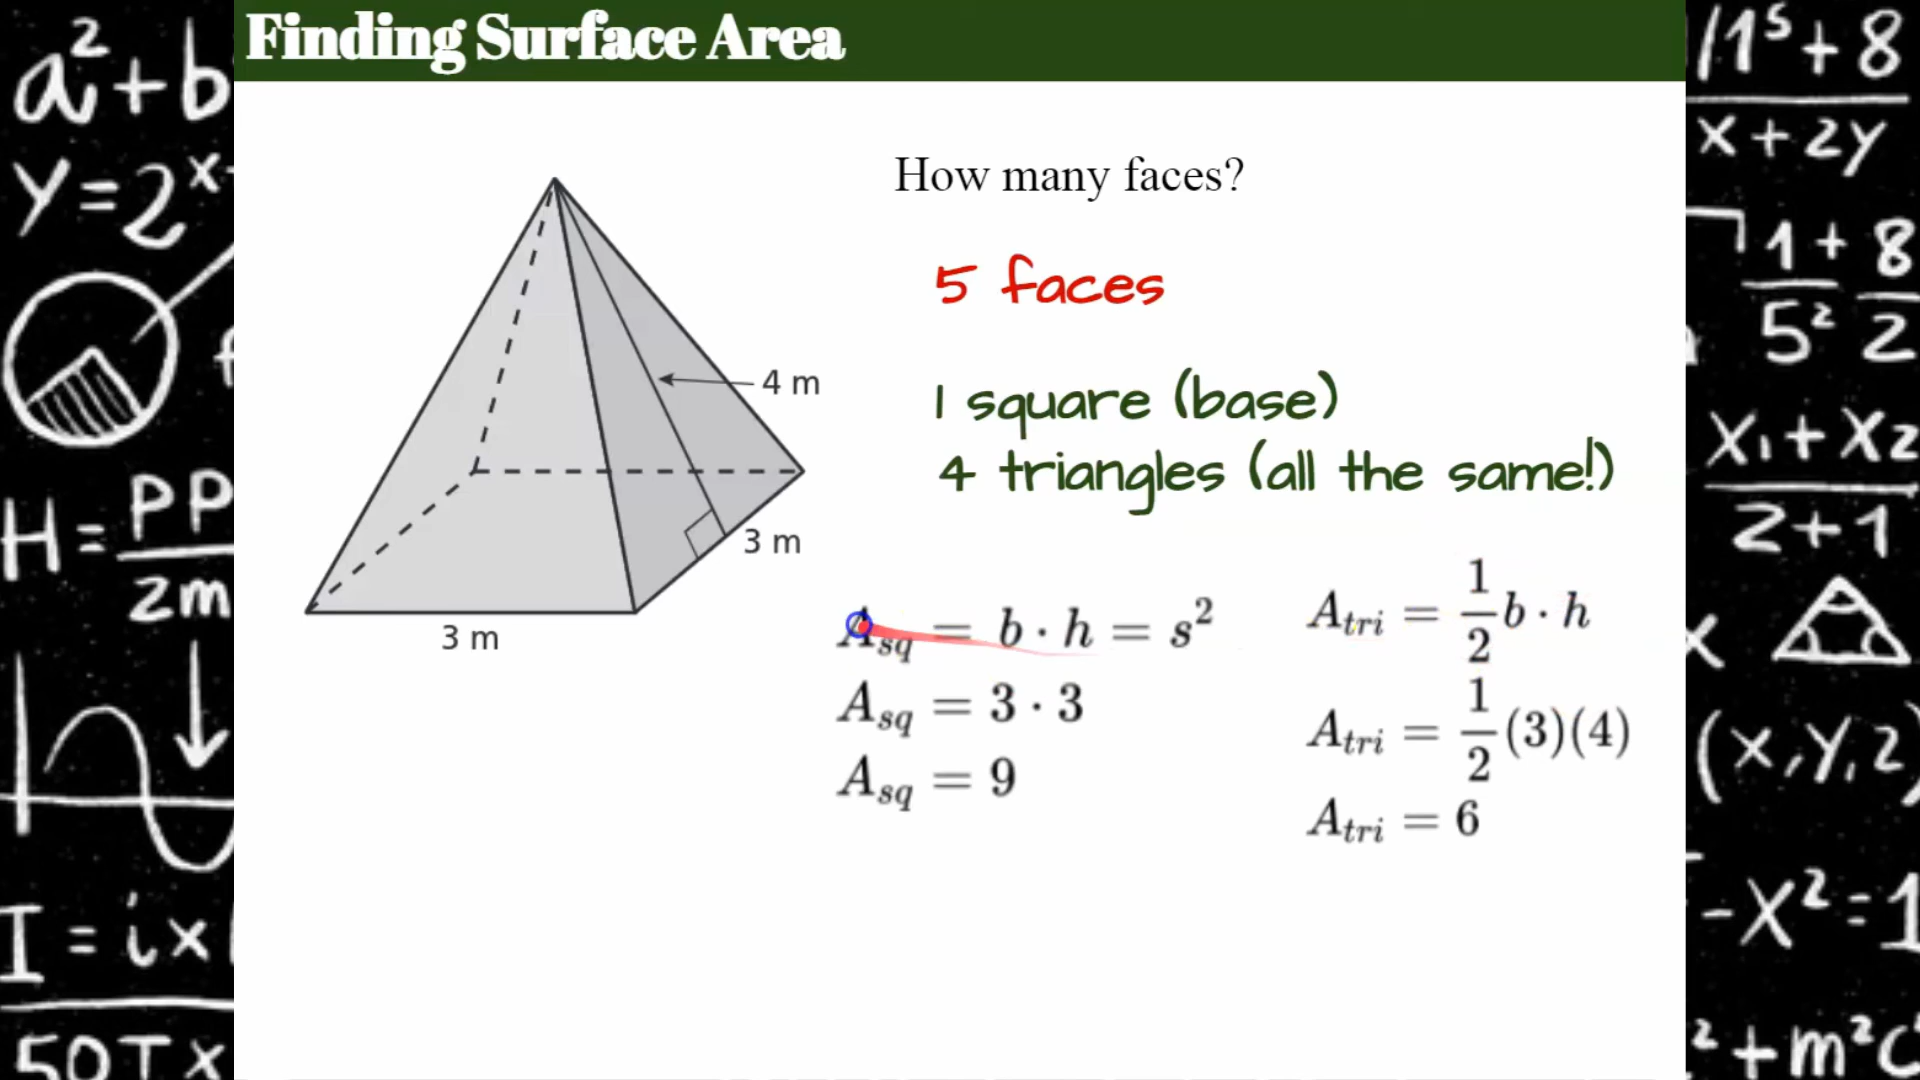 Finding Surface Area
How many faces?
5 faces
1 square (base)
4 triangles (all the same!)
4 m
3 m
3 m
A_sq = b · h = s²
A_sq = 3 · 3
A_sq = 9
A_tri = 1/2 b · h
A_tri = 1/2 (3)(4)
A_tri = 6
a² + b
y = 2^x
H = PP
2m
I = ix
50Tx
11⁵ + 8
x + 2y
1 + 8
5² 2
x₁ + x₂
2 + 1
x
(x, y, 2
-x² = 1
² + m²c